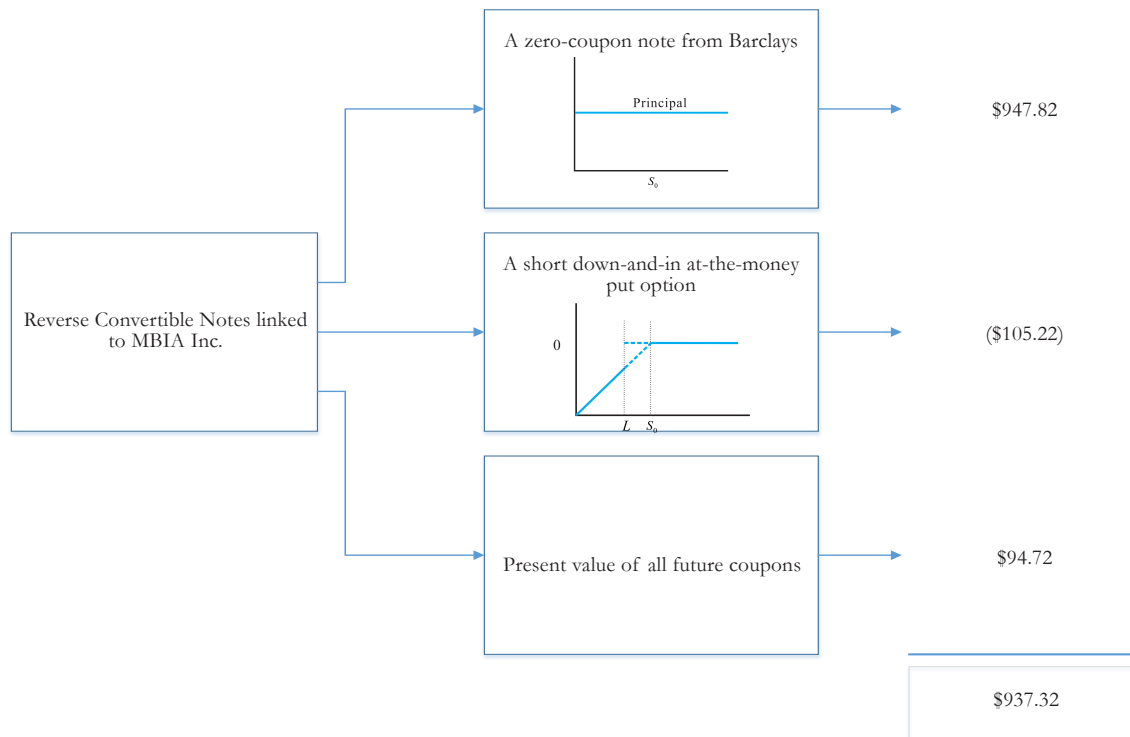 A zero-coupon note from Barclays
Principal
S₀
$947.82
Reverse Convertible Notes linked
to MBIA Inc.
A short down-and-in at-the-money
put option
0
L S₀
($105.22)
Present value of all future coupons
$94.72
$937.32